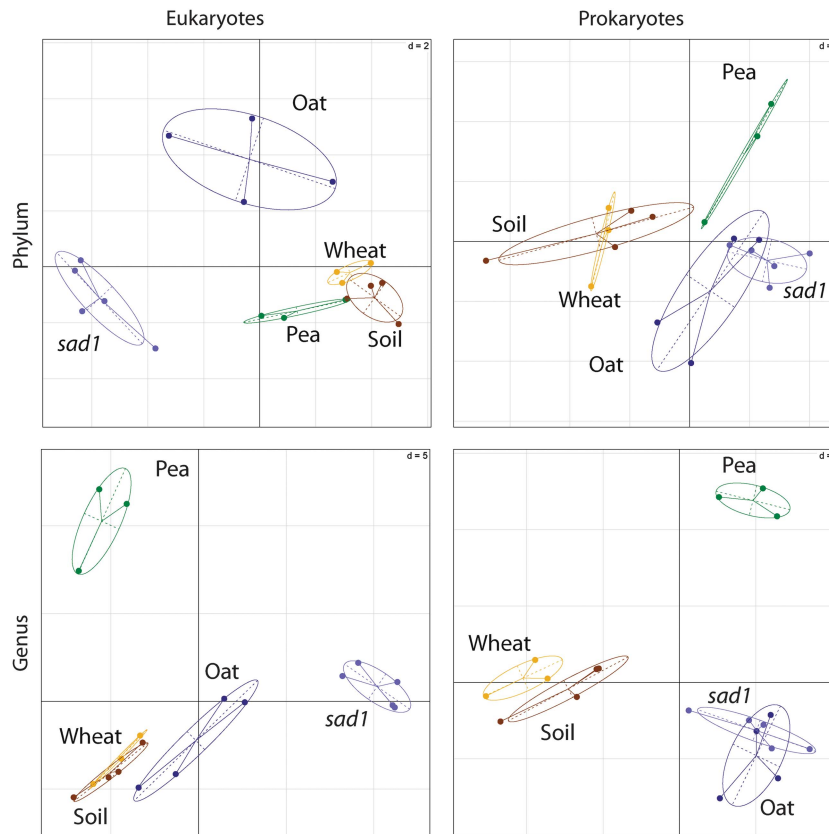 Eukaryotes
Prokaryotes
Phylum
d = 2
Oat
Wheat
sad1
Pea
Soil
Pea
Soil
Wheat
sad1
Oat
Genus
d = 5
Pea
Oat
sad1
Wheat
Soil
d =
Pea
Wheat
Soil
sad1
Oat